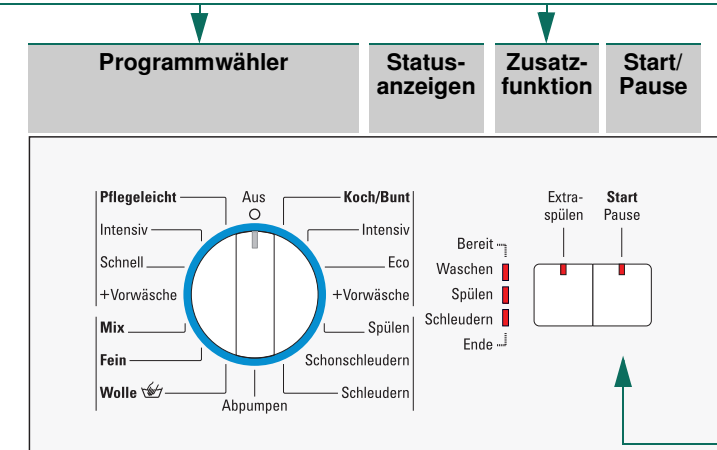 Programmwähler
Status-
anzeigen
Zusatz-
funktion
Start/
Pause
Pflegeleicht
Intensiv
Schnell
+Vorwäsche
Mix
Fein
Wolle
Aus
Abpumpen
Koch/Bunt
Intensiv
Eco
+Vorwäsche
Spülen
Schonschleudern
Schleudern
Bereit
Waschen
Spülen
Schleudern
Ende
Extra-
spülen
Start
Pause